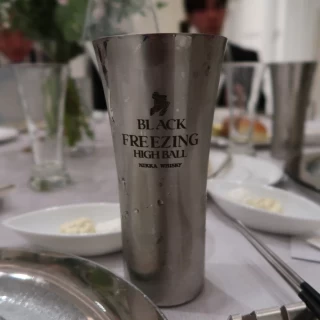 BLACK
FREEZING
HIGH BALL
NIKKA WHISKY